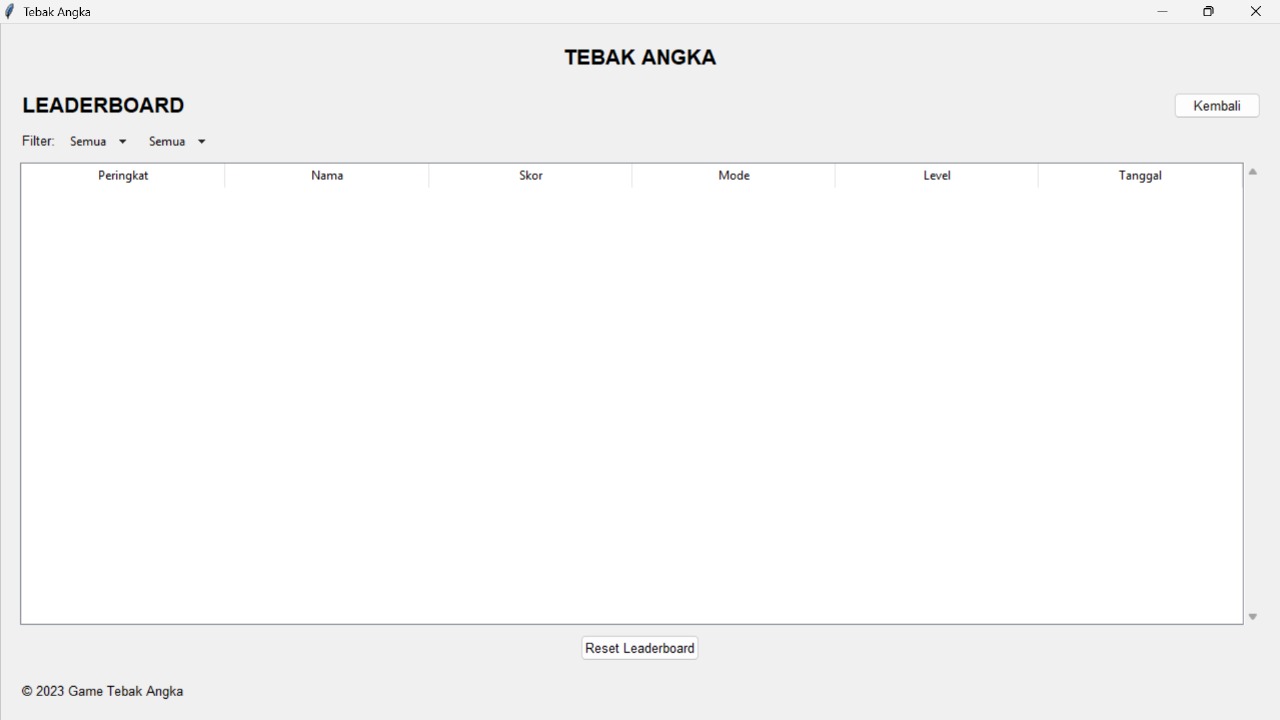 Tebak Angka
TEBAK ANGKA
LEADERBOARD
Kembali
Filter: Semua Semua
Peringkat Nama Skor Mode Level Tanggal
Reset Leaderboard
© 2023 Game Tebak Angka